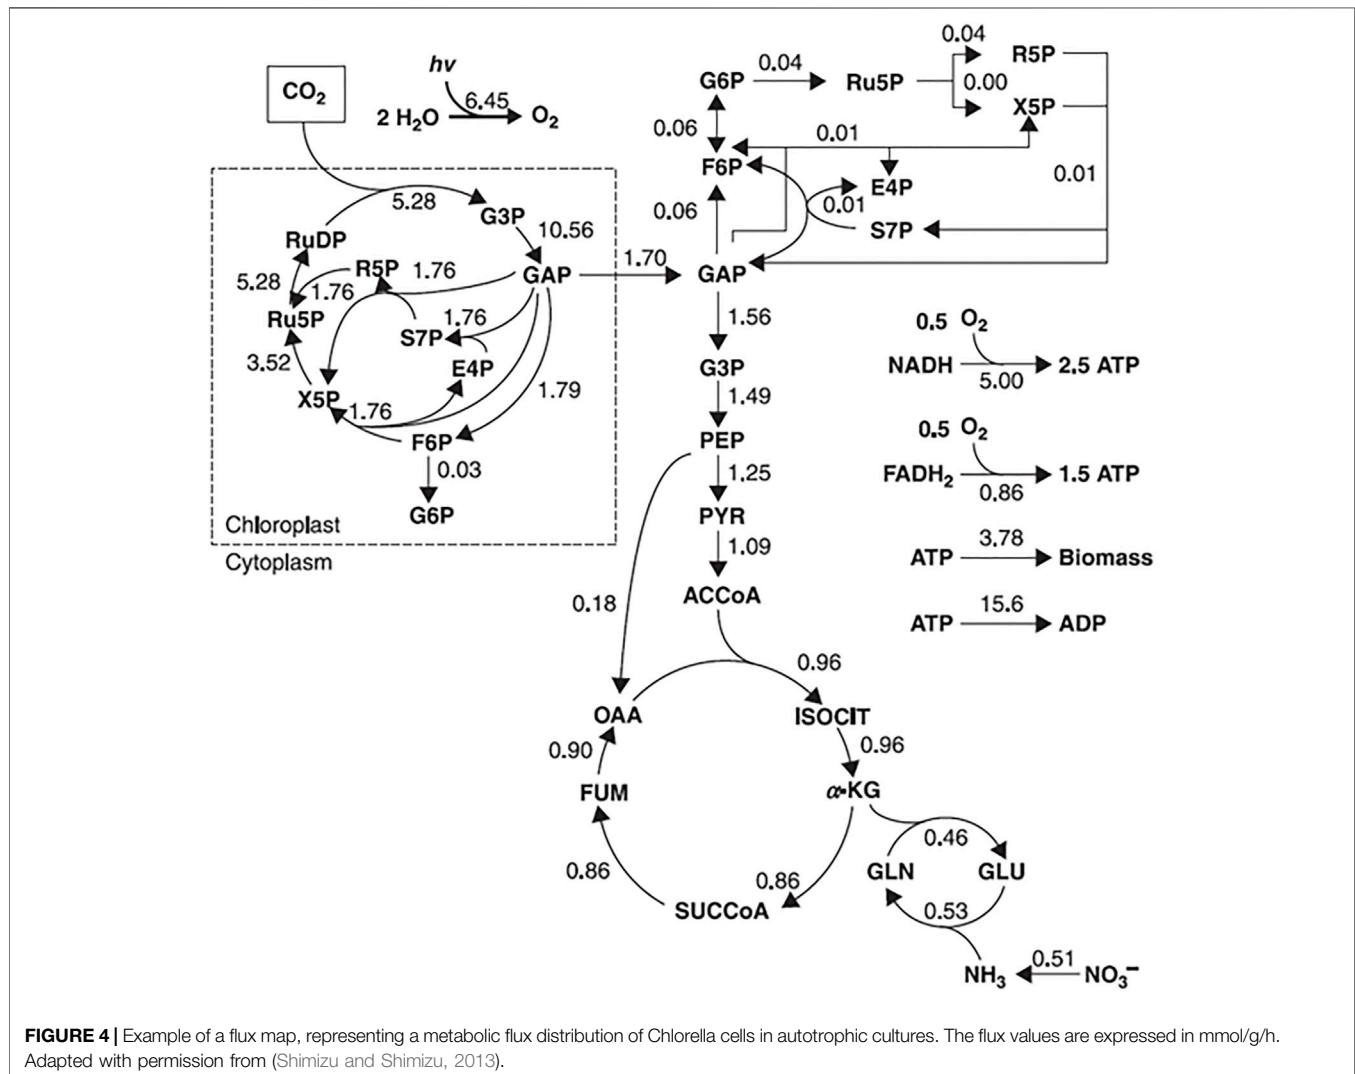 CO₂
hv
2 H₂O 6.45 O₂
5.28
G3P
10.56
RuDP
R5P
1.76
GAP
1.70
5.28
1.76
Ru5P
S7P
1.76
3.52
E4P
X5P
1.76
1.79
F6P
0.03
G6P
Chloroplast
Cytoplasm
G6P
0.04
Ru5P
0.04
R5P
0.00
X5P
0.06
0.01
F6P
0.01
E4P
0.01
0.06
S7P
GAP
1.56
G3P
1.49
PEP
1.25
PYR
1.09
ACCoA
0.18
0.96
OAA
ISOCIT
0.90
0.96
FUM
α-KG
0.86
0.86
SUCCoA
0.46
GLN
GLU
0.53
NH₃
0.51
NO₃⁻
0.5 O₂
NADH
5.00
2.5 ATP
0.5 O₂
FADH₂
0.86
1.5 ATP
ATP
3.78
Biomass
ATP
15.6
ADP
FIGURE 4 | Example of a flux map, representing a metabolic flux distribution of Chlorella cells in autotrophic cultures. The flux values are expressed in mmol/g/h.
Adapted with permission from (Shimizu and Shimizu, 2013).